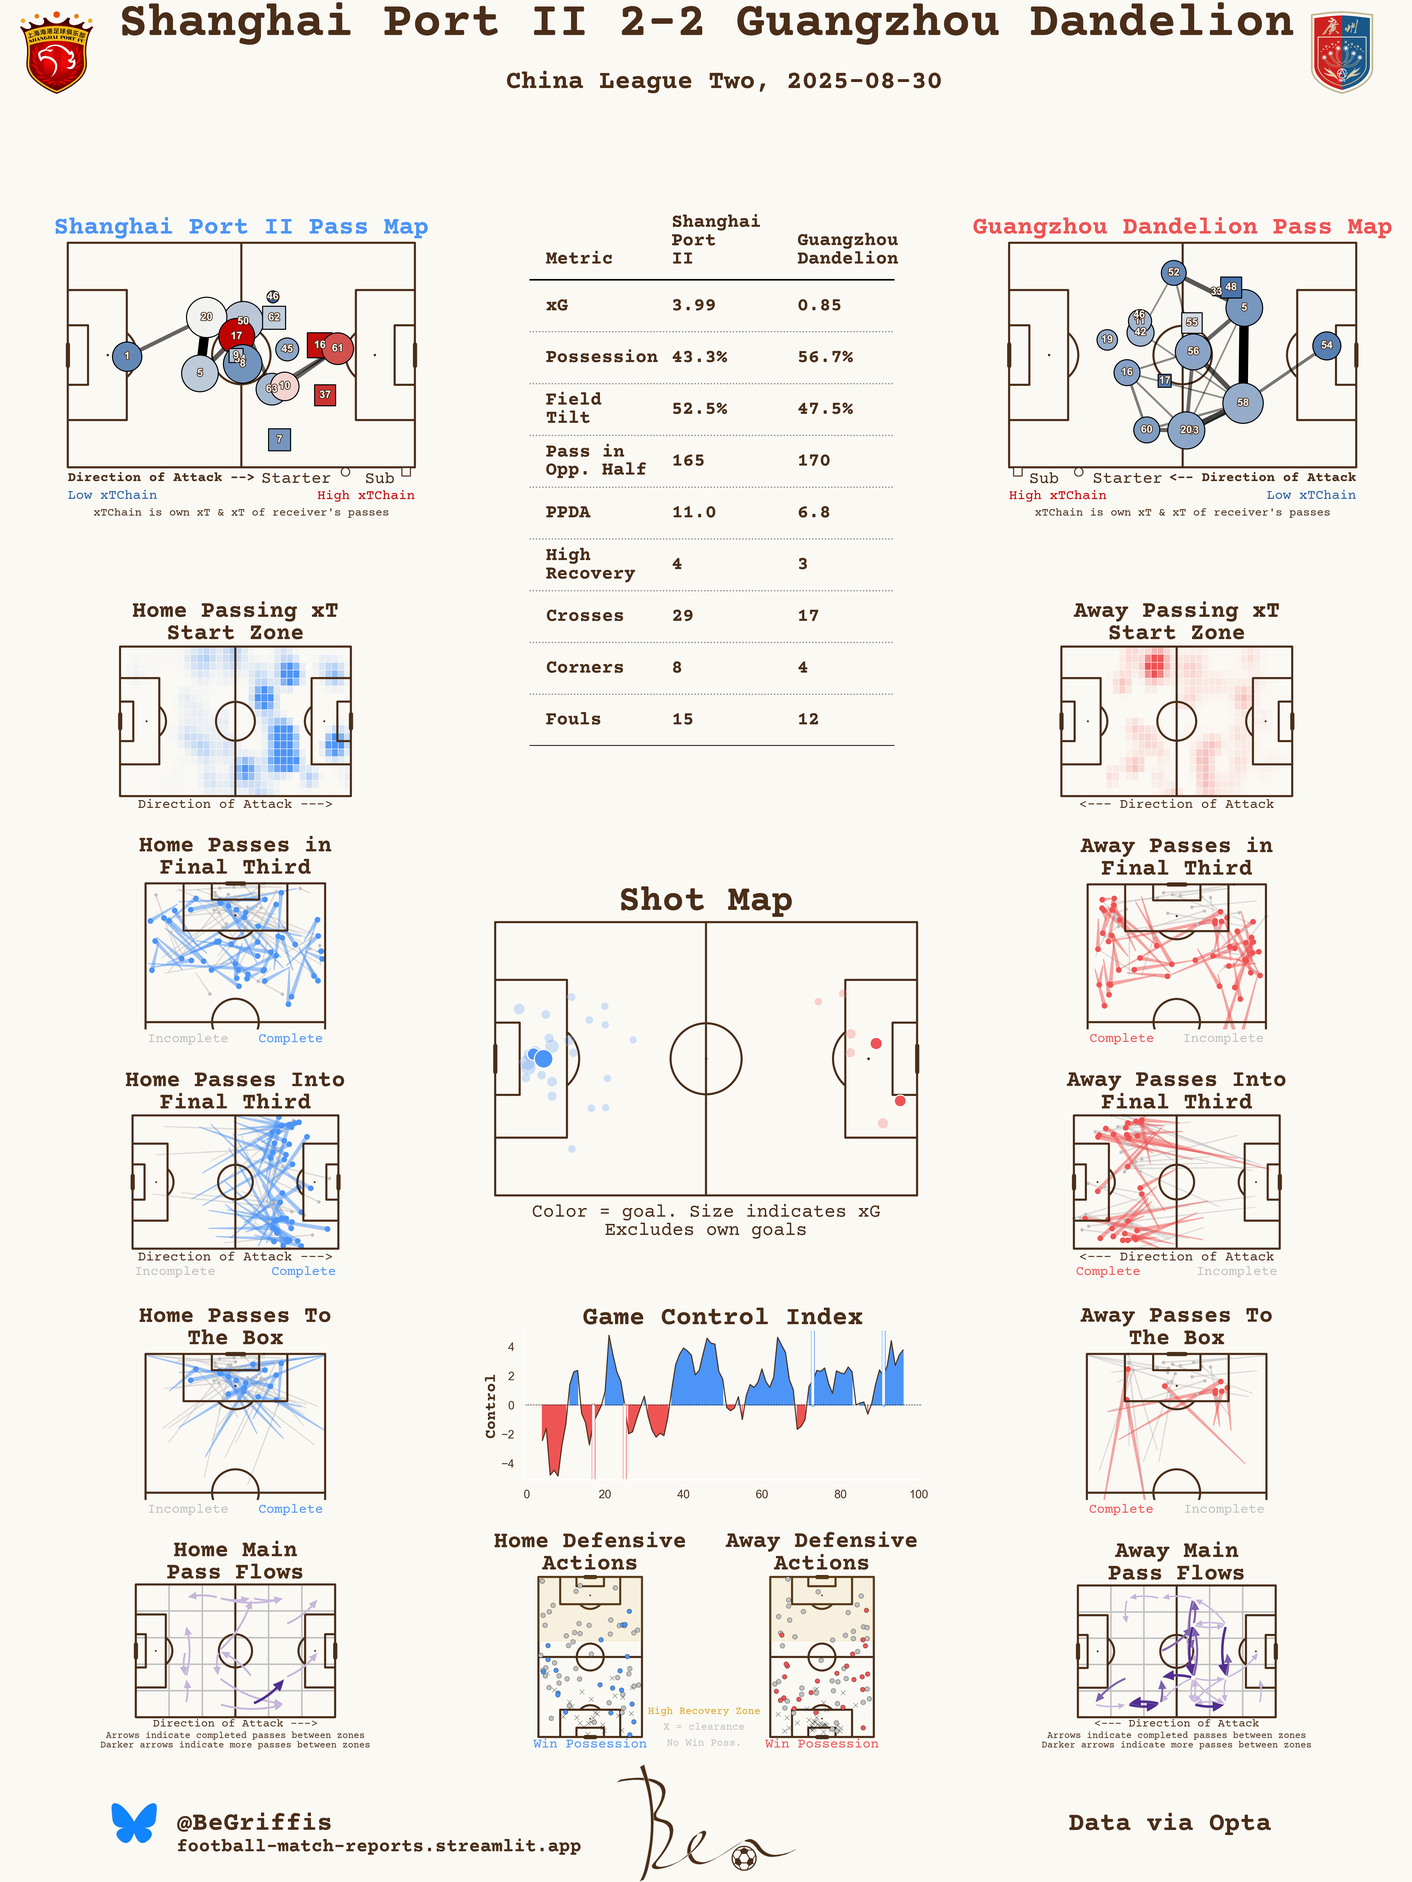 Shanghai Port II 2-2 Guangzhou Dandelion
China League Two, 2025-08-30
上海海港足球俱乐部
SHANGHAI PORT FC
廣州
Shanghai Port II Pass Map
1
20
5
50
17
9
8
46
62
45
63
10
16
61
37
7
Direction of Attack --> Starter Sub
Low xTChain High xTChain
xTChain is own xT & xT of receiver's passes
Metric Shanghai Port II Guangzhou Dandelion
xG 3.99 0.85
Possession 43.3% 56.7%
Field Tilt 52.5% 47.5%
Pass in Opp. Half 165 170
PPDA 11.0 6.8
High Recovery 4 3
Crosses 29 17
Corners 8 4
Fouls 15 12
Guangzhou Dandelion Pass Map
52
33
48
5
46
11
42
55
19
56
54
16
17
58
60
203
Sub Starter <-- Direction of Attack
High xTChain Low xTChain
xTChain is own xT & xT of receiver's passes
Home Passing xT
Start Zone
Direction of Attack --->
Away Passing xT
Start Zone
<--- Direction of Attack
Home Passes in
Final Third
Incomplete Complete
Away Passes in
Final Third
Complete Incomplete
Shot Map
Color = goal. Size indicates xG
Excludes own goals
Home Passes Into
Final Third
Direction of Attack --->
Incomplete Complete
Away Passes Into
Final Third
<--- Direction of Attack
Complete Incomplete
Home Passes To
The Box
Incomplete Complete
Game Control Index
Control
4
2
0
−2
−4
0 20 40 60 80 100
Away Passes To
The Box
Complete Incomplete
Home Main
Pass Flows
Direction of Attack --->
Arrows indicate completed passes between zones
Darker arrows indicate more passes between zones
Home Defensive
Actions
Win Possession
High Recovery Zone
X = clearance
No Win Poss.
Away Defensive
Actions
Win Possession
Away Main
Pass Flows
<--- Direction of Attack
Arrows indicate completed passes between zones
Darker arrows indicate more passes between zones
@BeGriffis
football-match-reports.streamlit.app
Ben
Data via Opta